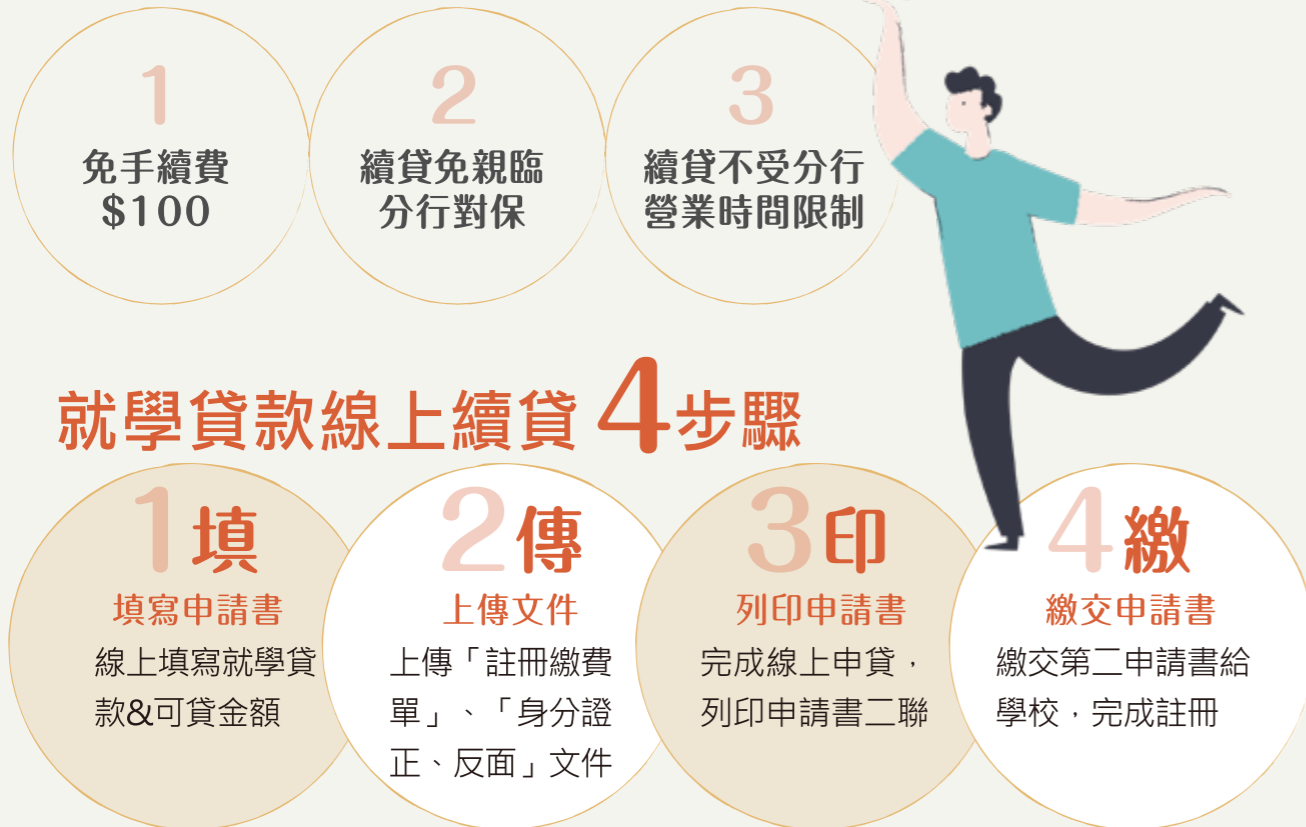 1
免手續費
$100
2
續貸免親臨
分行對保
3
續貸不受分行
營業時間限制
就學貸款線上續貸4步驟
1填
填寫申請書
線上填寫就學貸
款&可貸金額
2傳
上傳文件
上傳「註冊繳費
單」、「身分證
正、反面」文件
3印
列印申請書
完成線上申貸，
列印申請書二聯
4繳
繳交申請書
繳交第二申請書給
學校，完成註冊